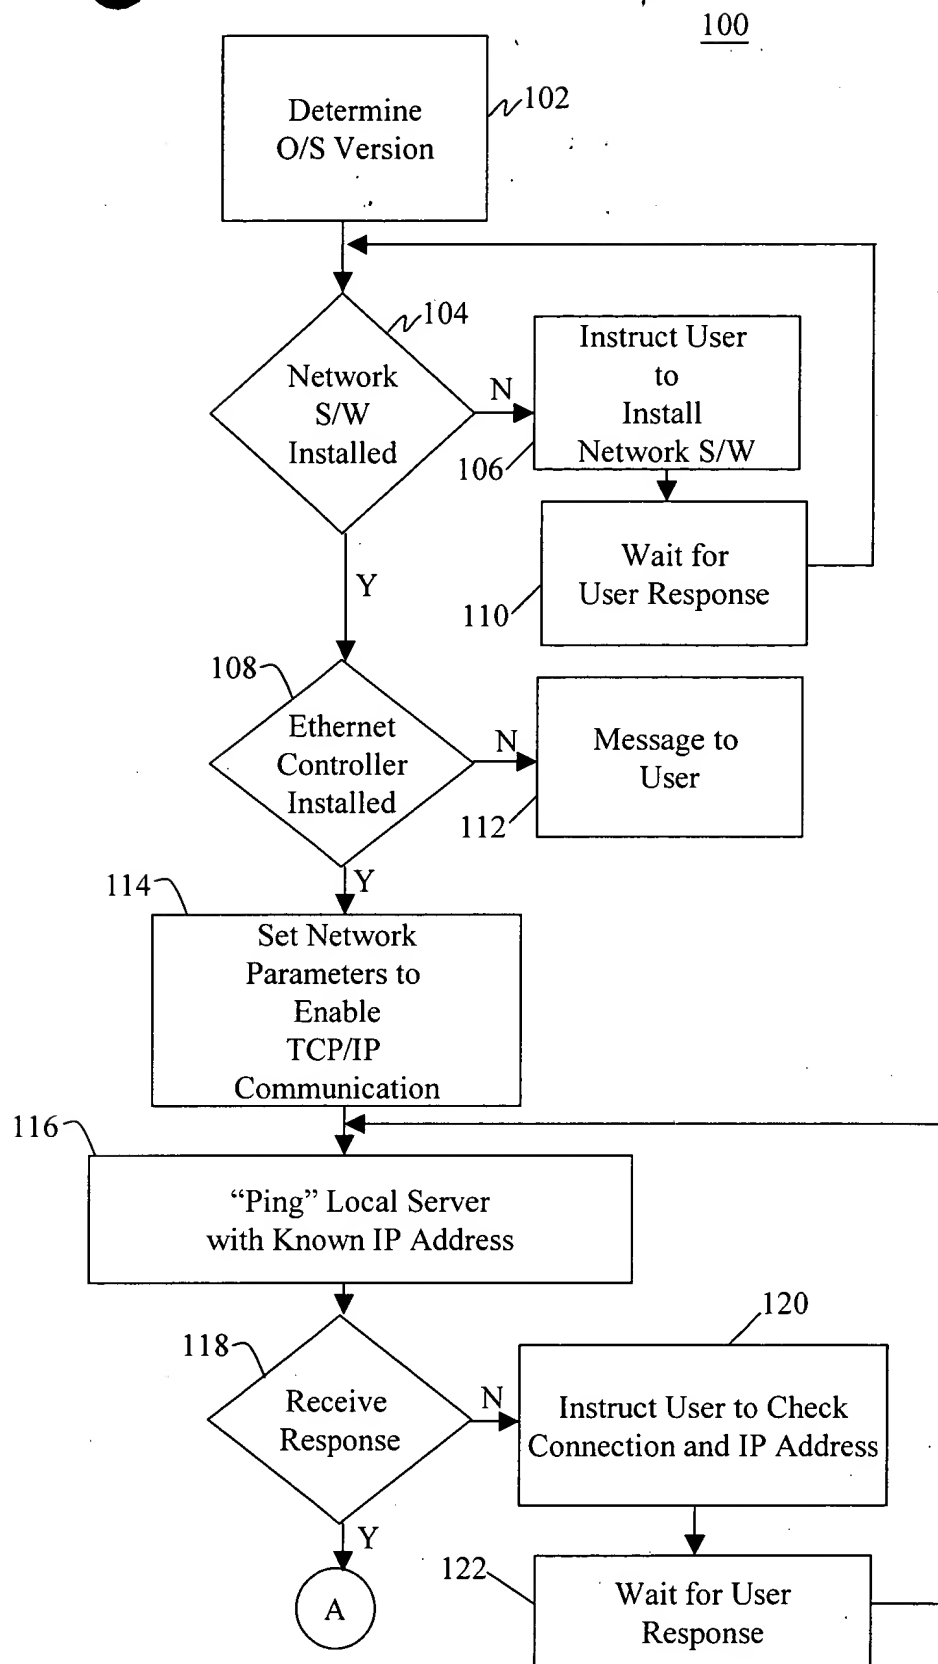 100
Determine
O/S Version
102
104
Network
S/W
Installed
N
Instruct User
to
Install
Network S/W
106
Wait for
User Response
110
Y
108
Ethernet
Controller
Installed
N
Message to
User
112
Y
114
Set Network
Parameters to
Enable
TCP/IP
Communication
116
“Ping” Local Server
with Known IP Address
118
Receive
Response
N
120
Instruct User to Check
Connection and IP Address
Y
A
122
Wait for User
Response